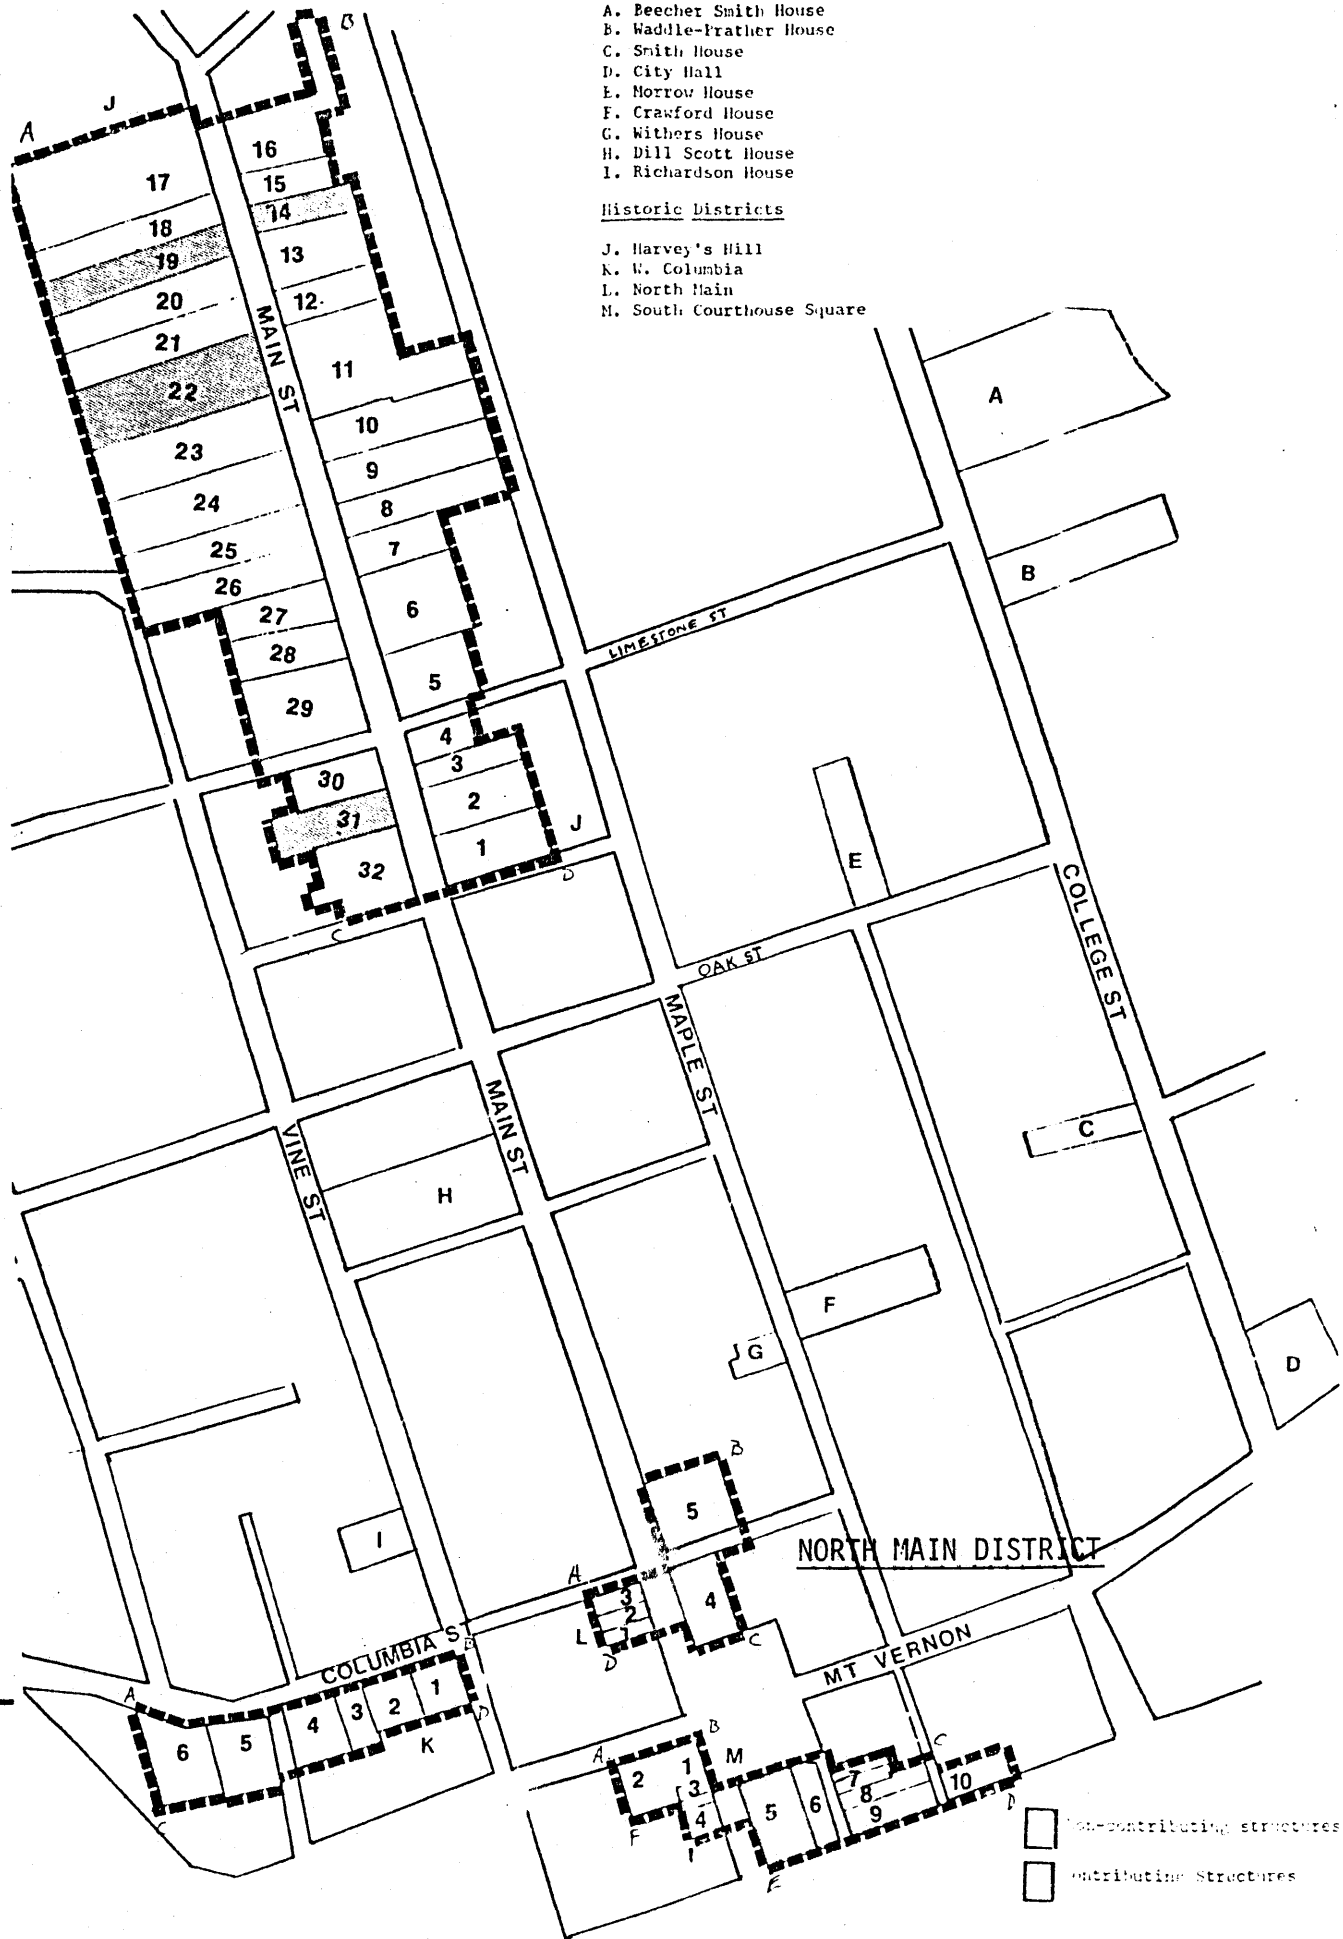 A. Beecher Smith House
B. Waddle-Prather House
C. Smith House
D. City Hall
E. Morrow House
F. Crawford House
G. Withers House
H. Dill Scott House
I. Richardson House
Historic Districts
J. Harvey's Hill
K. W. Columbia
L. North Main
M. South Courthouse Square
B
J
A
16
17
15
14
18
13
19
20
12
MAIN ST
21
11
22
A
10
23
9
24
8
25
7
B
26
6
27
LIMESTONE ST
28
5
29
4
3
30
2
31
J
1
E
32
D
C
COLLEGE ST
OAK ST
MAPLE ST
MAIN ST
C
VINE ST
H
F
G
D
B
5
I
NORTH MAIN DISTRICT
A
3
4
2
L
1
C
D
COLUMBIA S
B
MT VERNON
A
1
2
3
D
4
5
6
K
C
B
A
M
C
1
2
3
7
10
8
5
6
9
4
D
F
E
non-contributing structures
ontributing Structures